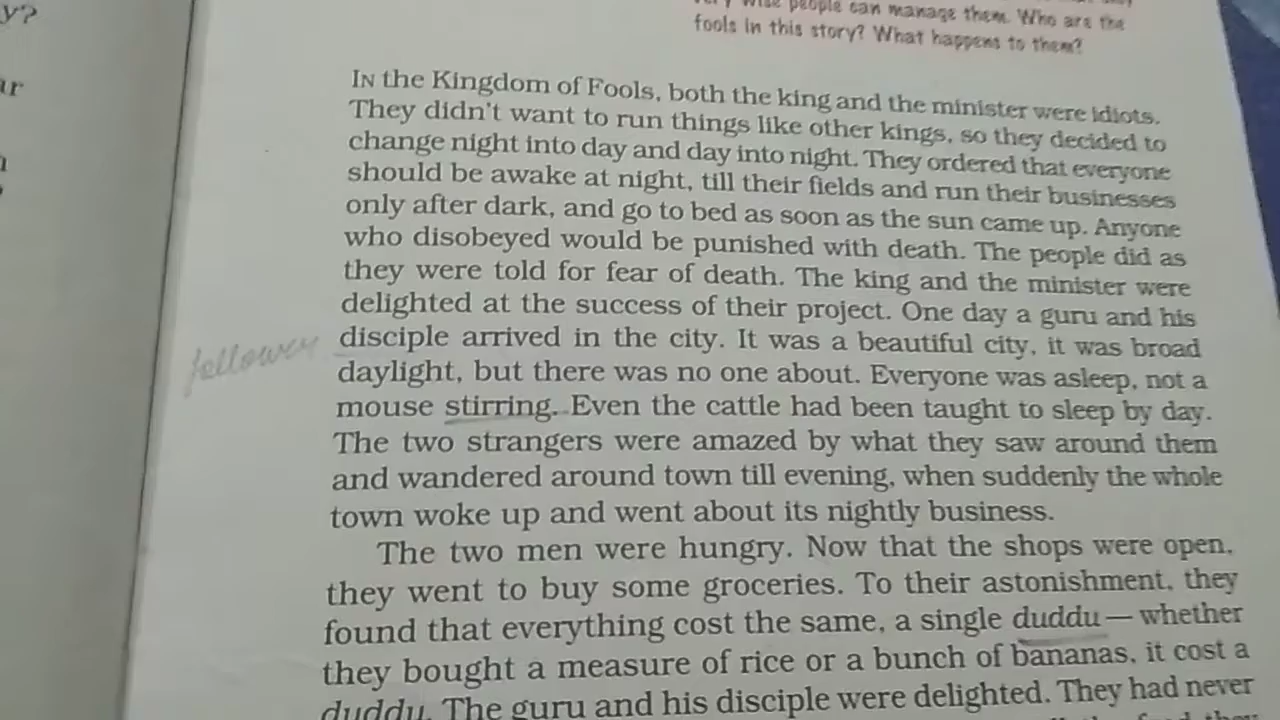 y?
ar
wise people can manage them. Who are the
fools in this story? What happens to them?
IN the Kingdom of Fools, both the king and the minister were idiots.
They didn't want to run things like other kings, so they decided to
change night into day and day into night. They ordered that everyone
should be awake at night, till their fields and run their businesses
only after dark, and go to bed as soon as the sun came up. Anyone
who disobeyed would be punished with death. The people did as
they were told for fear of death. The king and the minister were
delighted at the success of their project. One day a guru and his
follower
disciple arrived in the city. It was a beautiful city, it was broad
daylight, but there was no one about. Everyone was asleep, not a
mouse stirring. Even the cattle had been taught to sleep by day.
The two strangers were amazed by what they saw around them
and wandered around town till evening, when suddenly the whole
town woke up and went about its nightly business.
The two men were hungry. Now that the shops were open,
they went to buy some groceries. To their astonishment, they
found that everything cost the same, a single duddu — whether
they bought a measure of rice or a bunch of bananas, it cost a
duddu. The guru and his disciple were delighted. They had never